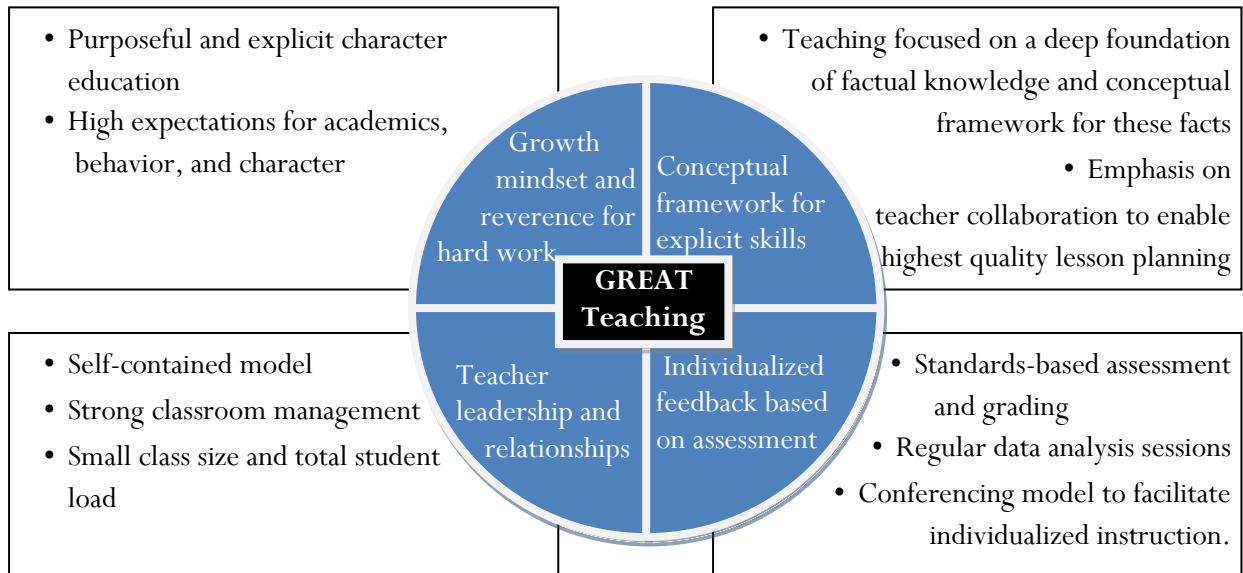 • Purposeful and explicit character
education
• High expectations for academics,
behavior, and character
• Teaching focused on a deep foundation
of factual knowledge and conceptual
framework for these facts
• Emphasis on
teacher collaboration to enable
highest quality lesson planning
Growth
mindset and
reverence for
hard work
Conceptual
framework for
explicit skills
GREAT
Teaching
Teacher
leadership and
relationships
Individualized
feedback based
on assessment
• Self-contained model
• Strong classroom management
• Small class size and total student
load
• Standards-based assessment
and grading
• Regular data analysis sessions
• Conferencing model to facilitate
individualized instruction.